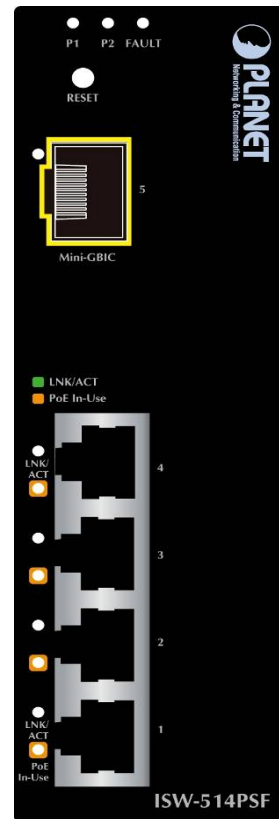 P1 P2 FAULT
RESET
PLANET
Networking & Communication
5
Mini-GBIC
LNK/ACT
PoE In-Use
4
LNK/
ACT
3
2
1
LNK/
ACT
PoE
In-Use
ISW-514PSF